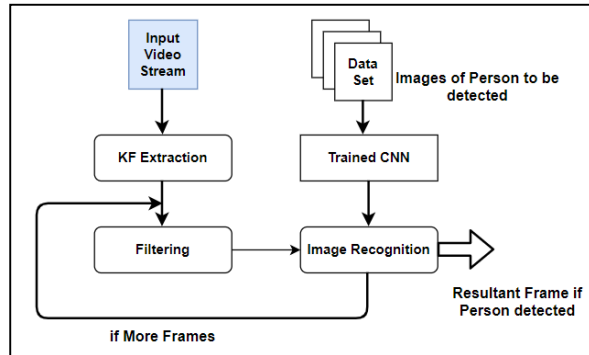 Input
Video
Stream
Data
Set
Images of Person to be
detected
KF Extraction
Trained CNN
Filtering
Image Recognition
Resultant Frame if
Person detected
if More Frames